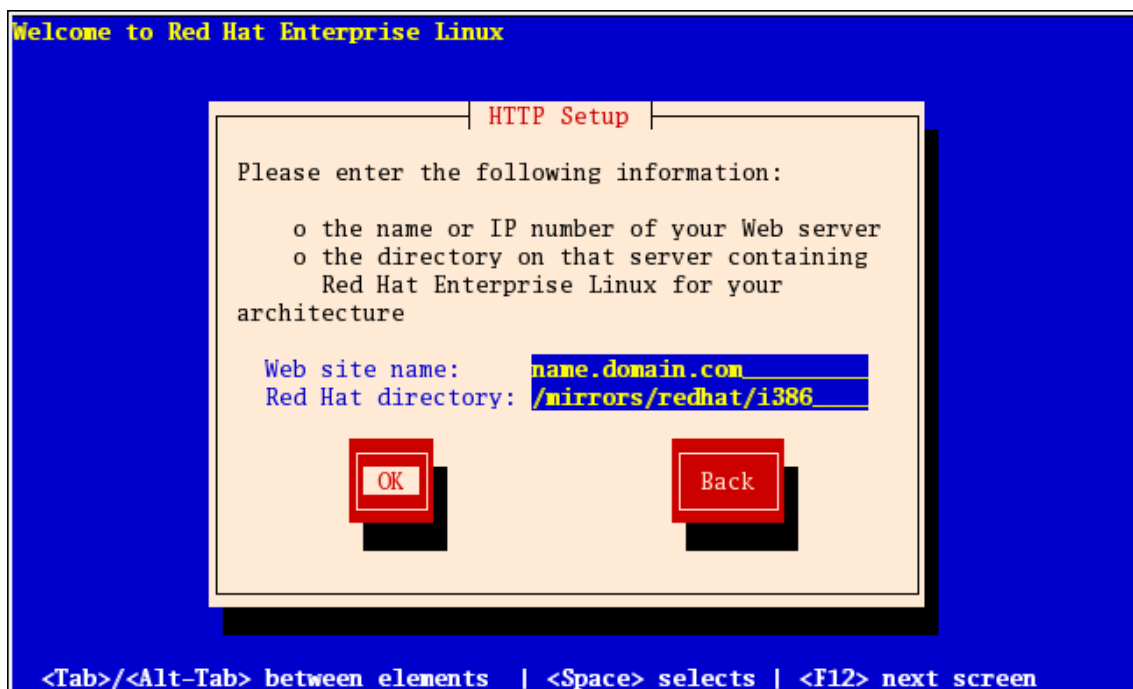 Welcome to Red Hat Enterprise Linux
HTTP Setup
Please enter the following information:
o the name or IP number of your Web server
o the directory on that server containing
Red Hat Enterprise Linux for your
architecture
Web site name: name.domain.com_________
Red Hat directory: /mirrors/redhat/i386____
OK Back
<Tab>/<Alt-Tab> between elements | <Space> selects | <F12> next screen